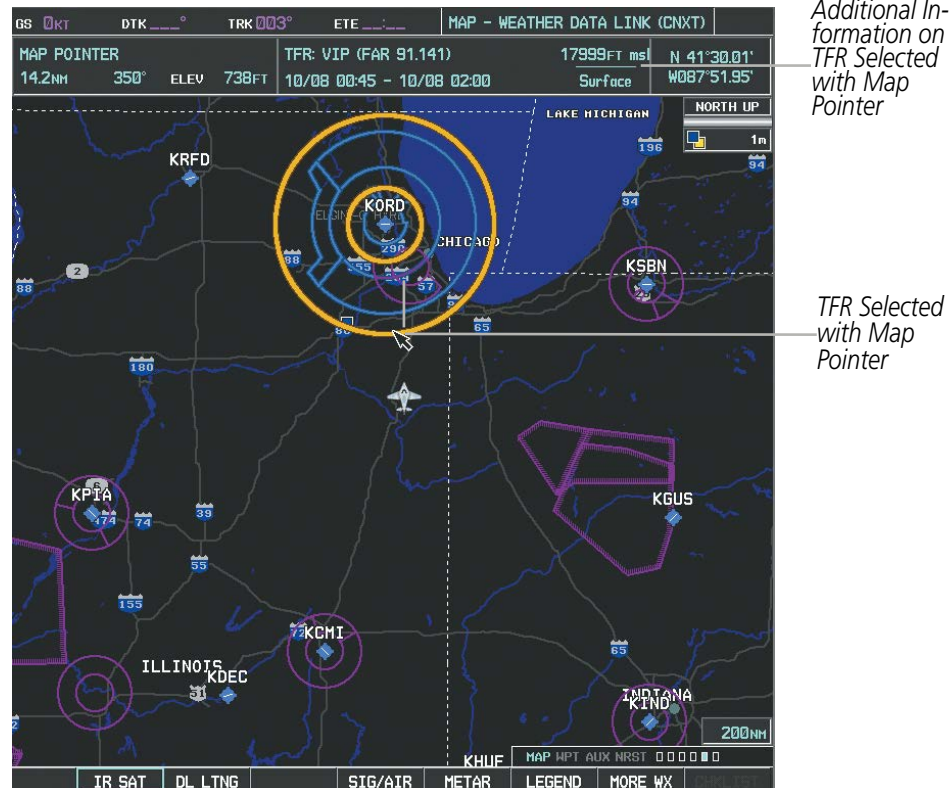 GS 0KT DTK ___° TRK 003° ETE __:__ MAP - WEATHER DATA LINK (CNXT)
MAP POINTER TFR: VIP (FAR 91.141) 17999FT msl N 41°30.01'
14.2NM 350° ELEV 738FT 10/08 00:45 - 10/08 02:00 Surface W087°51.95'
Additional In-
formation on
TFR Selected
with Map
Pointer
NORTH UP
LAKE MICHIGAN
1m
196
94
KRFD
94
KORD
CHICAGO
290
88
55
KSBN
2
57
88
65
80
TFR Selected
with Map
Pointer
180
KPIA
KGUS
74
74
39
55
155
72
KCMI
65
ILLINOIS
KDEC
51
INDIANA
KIND
200NM
KHUF
MAP WPT AUX NRST
IR SAT DL LTNG SIG/AIR METAR LEGEND MORE WX CHKLIST